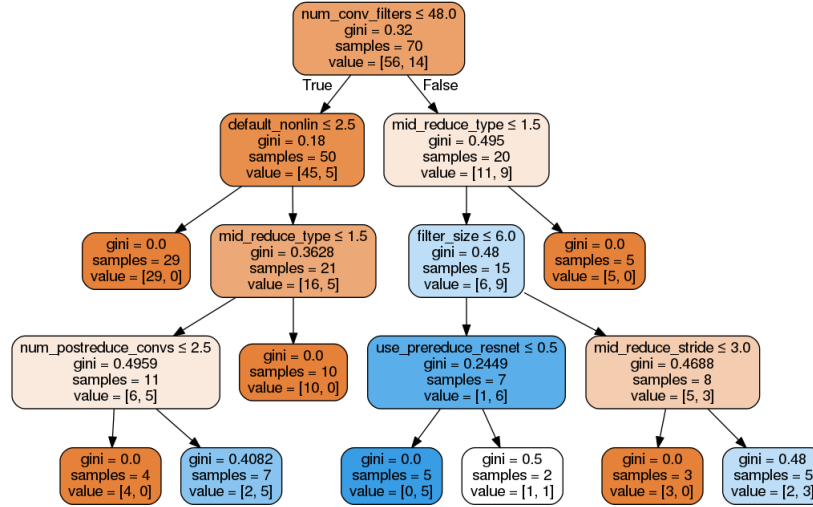 num_conv_filters ≤ 48.0
gini = 0.32
samples = 70
value = [56, 14]
True
False
default_nonlin ≤ 2.5
gini = 0.18
samples = 50
value = [45, 5]
mid_reduce_type ≤ 1.5
gini = 0.495
samples = 20
value = [11, 9]
gini = 0.0
samples = 29
value = [29, 0]
mid_reduce_type ≤ 1.5
gini = 0.3628
samples = 21
value = [16, 5]
filter_size ≤ 6.0
gini = 0.48
samples = 15
value = [6, 9]
gini = 0.0
samples = 5
value = [5, 0]
num_postreduce_convs ≤ 2.5
gini = 0.4959
samples = 11
value = [6, 5]
gini = 0.0
samples = 10
value = [10, 0]
use_prereduce_resnet ≤ 0.5
gini = 0.2449
samples = 7
value = [1, 6]
mid_reduce_stride ≤ 3.0
gini = 0.4688
samples = 8
value = [5, 3]
gini = 0.0
samples = 4
value = [4, 0]
gini = 0.4082
samples = 7
value = [2, 5]
gini = 0.0
samples = 5
value = [0, 5]
gini = 0.5
samples = 2
value = [1, 1]
gini = 0.0
samples = 3
value = [3, 0]
gini = 0.48
samples = 5
value = [2, 3]